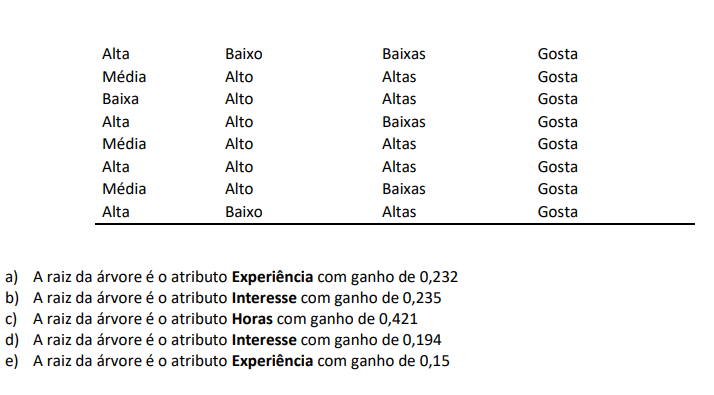 Alta Baixo Baixas Gosta
Média Alto Altas Gosta
Baixa Alto Altas Gosta
Alta Alto Baixas Gosta
Média Alto Altas Gosta
Alta Alto Altas Gosta
Média Alto Baixas Gosta
Alta Baixo Altas Gosta
a) A raiz da árvore é o atributo Experiência com ganho de 0,232
b) A raiz da árvore é o atributo Interesse com ganho de 0,235
c) A raiz da árvore é o atributo Horas com ganho de 0,421
d) A raiz da árvore é o atributo Interesse com ganho de 0,194
e) A raiz da árvore é o atributo Experiência com ganho de 0,15